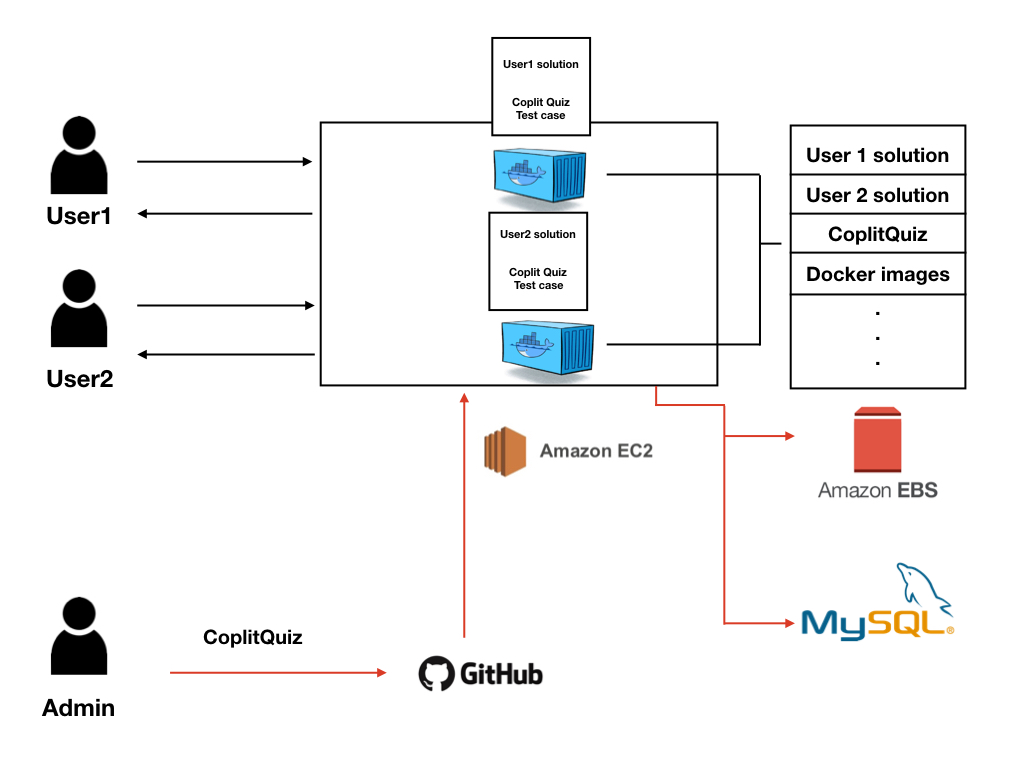 User1 solution
Coplit Quiz
Test case
User1
User2
User2 solution
Coplit Quiz
Test case
User 1 solution
User 2 solution
CoplitQuiz
Docker images
.
.
.
Amazon EC2
Amazon EBS
MySQL®
CoplitQuiz
GitHub
Admin